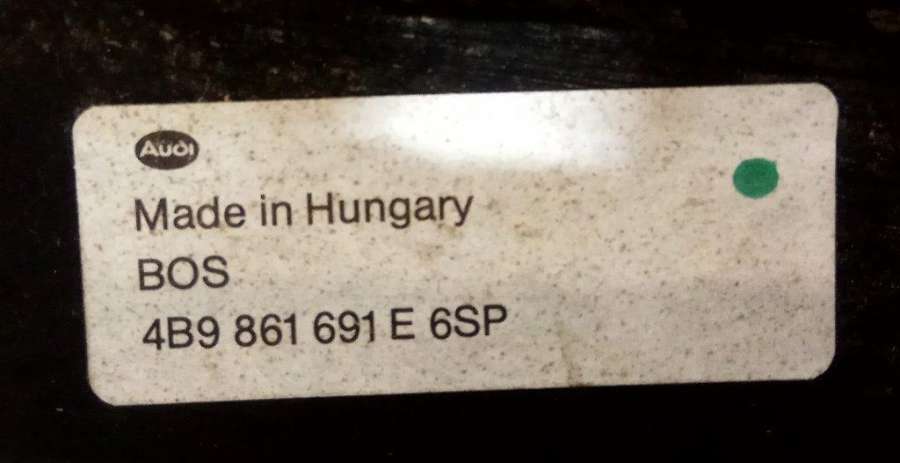 Audi
Made in Hungary
BOS
4B9 861 691 E 6SP